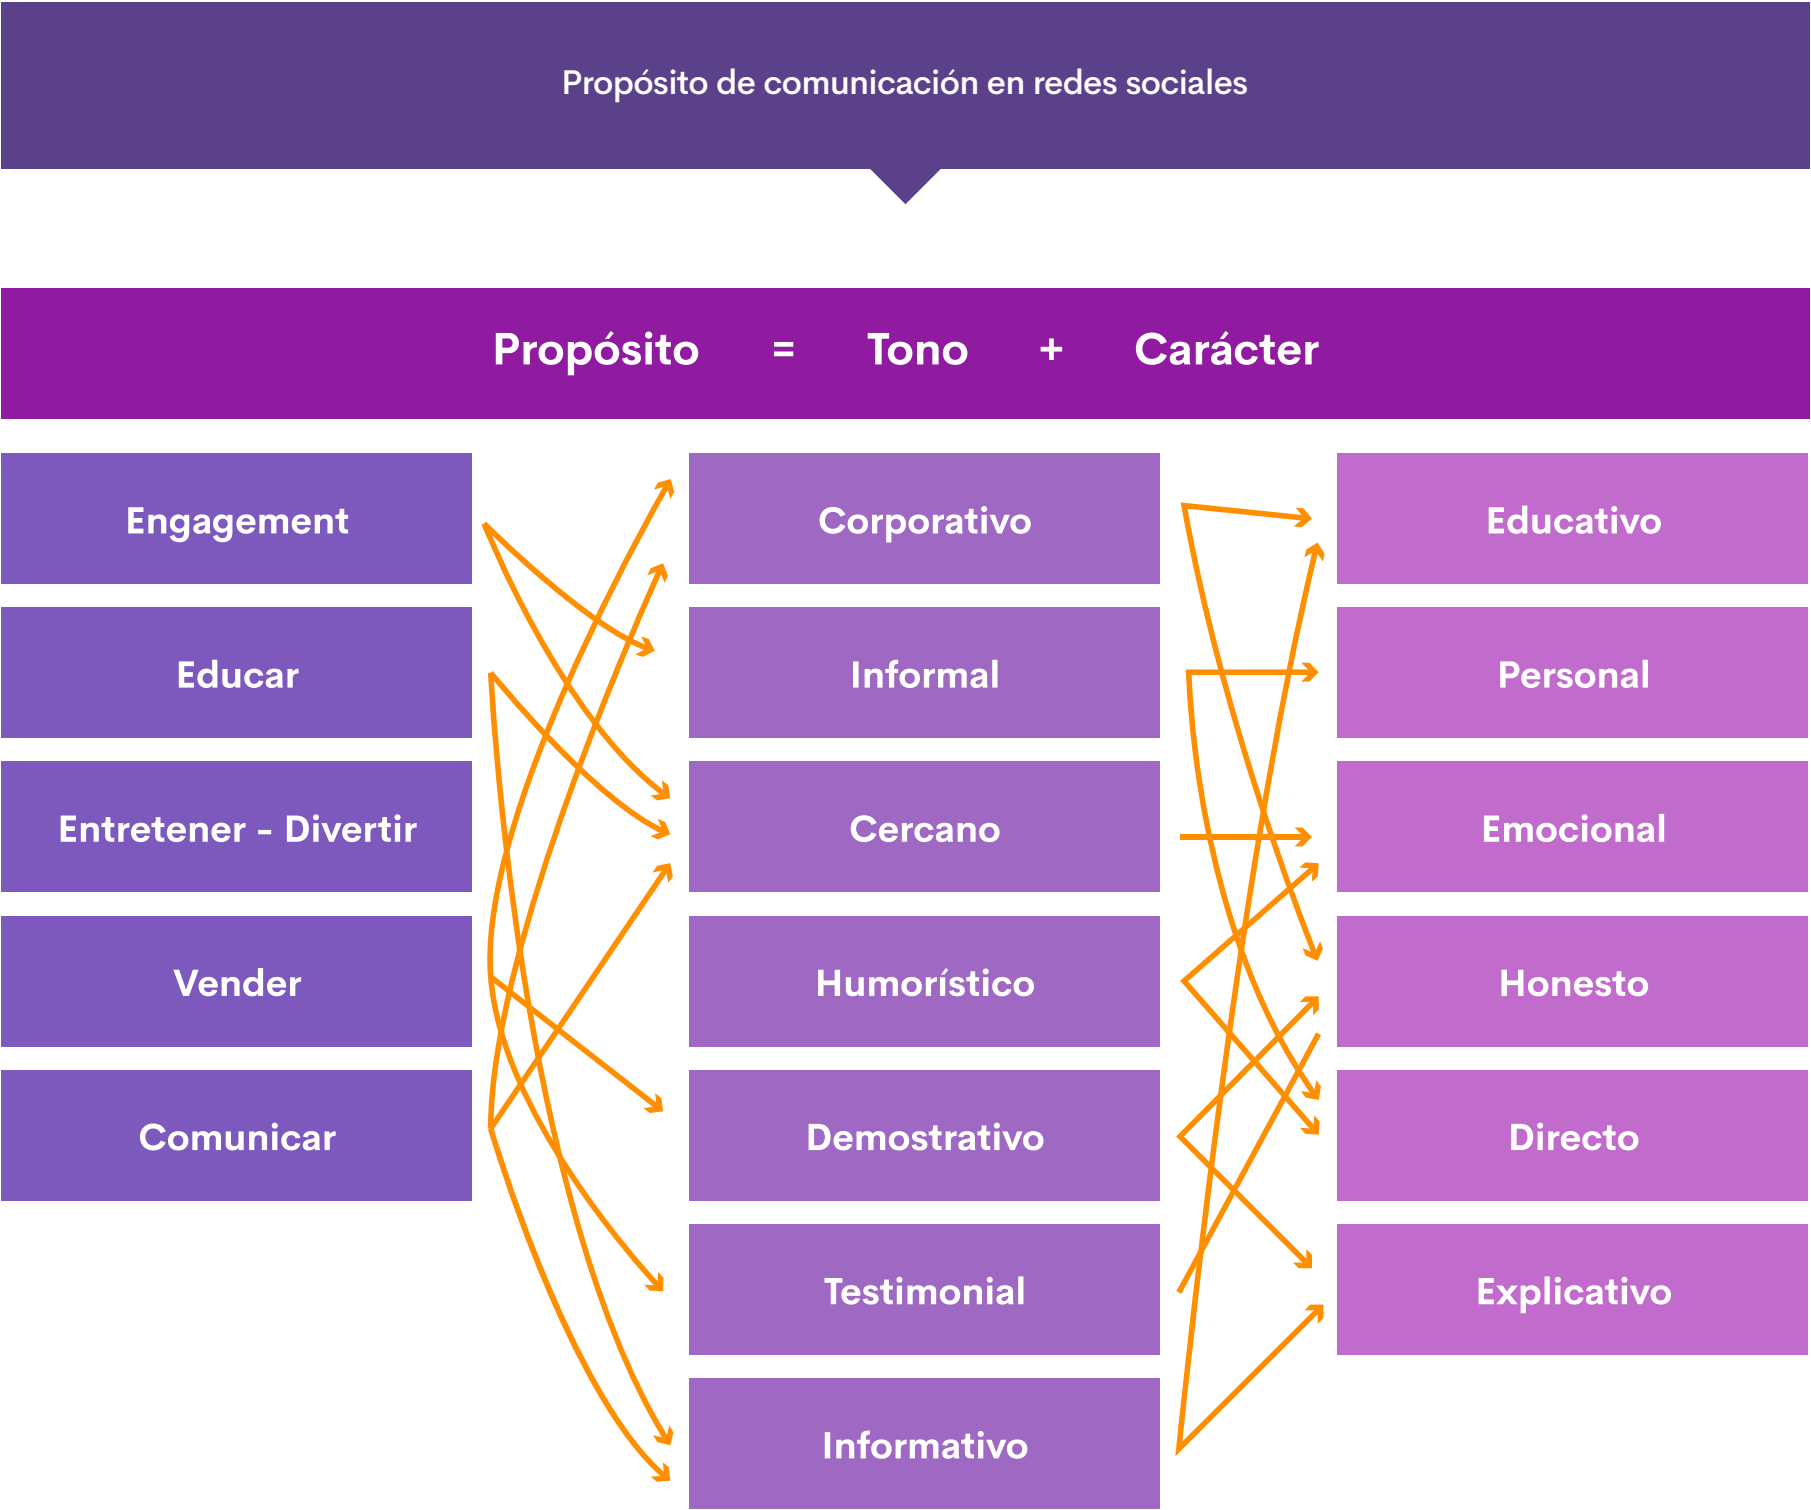 Propósito de comunicación en redes sociales
Propósito = Tono + Carácter
Engagement
Corporativo
Educativo
Educar
Informal
Personal
Entretener - Divertir
Cercano
Emocional
Vender
Humorístico
Honesto
Comunicar
Demostrativo
Directo
Testimonial
Explicativo
Informativo